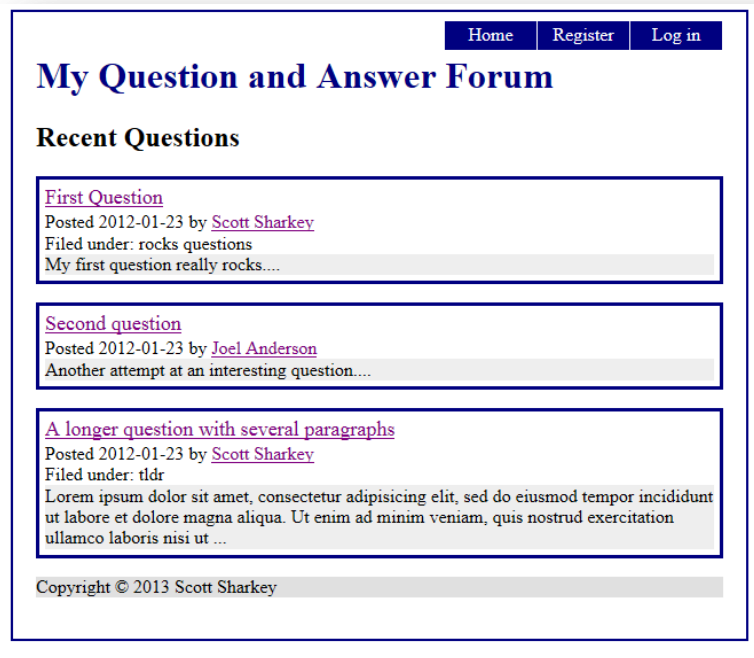 Home Register Log in
My Question and Answer Forum
Recent Questions
First Question
Posted 2012-01-23 by Scott Sharkey
Filed under: rocks questions
My first question really rocks....
Second question
Posted 2012-01-23 by Joel Anderson
Another attempt at an interesting question....
A longer question with several paragraphs
Posted 2012-01-23 by Scott Sharkey
Filed under: tldr
Lorem ipsum dolor sit amet, consectetur adipisicing elit, sed do eiusmod tempor incididunt
ut labore et dolore magna aliqua. Ut enim ad minim veniam, quis nostrud exercitation
ullamco laboris nisi ut ...
Copyright © 2013 Scott Sharkey